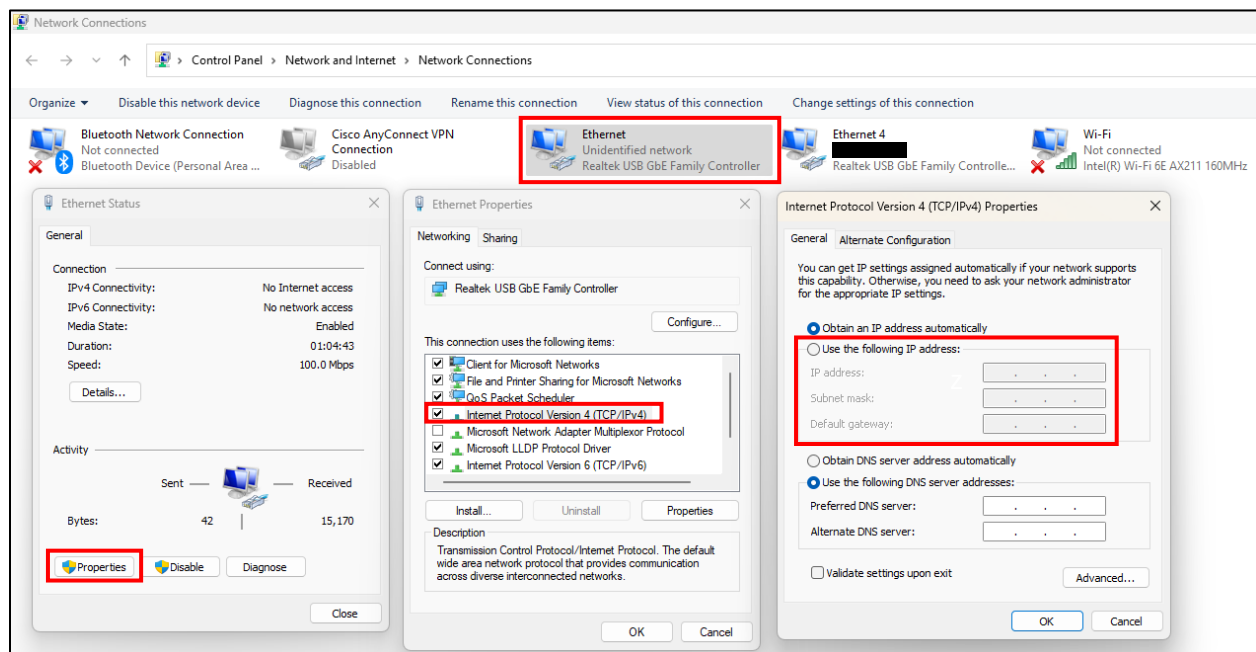 Network Connections
Control Panel > Network and Internet > Network Connections
Organize Disable this network device Diagnose this connection Rename this connection View status of this connection Change settings of this connection
Bluetooth Network Connection
Not connected
Bluetooth Device (Personal Area ...
Cisco AnyConnect VPN
Connection
Disabled
Ethernet
Unidentified network
Realtek USB GbE Family Controller
Ethernet 4
Realtek USB GbE Family Controlle...
Wi-Fi
Not connected
Intel(R) Wi-Fi 6E AX211 160MHz
Ethernet Status
General
Connection
IPv4 Connectivity: No Internet access
IPv6 Connectivity: No network access
Media State: Enabled
Duration: 01:04:43
Speed: 100.0 Mbps
Details...
Activity
Sent Received
Bytes: 42 15,170
Properties Disable Diagnose
Close
Ethernet Properties
Networking Sharing
Connect using:
Realtek USB GbE Family Controller
Configure...
This connection uses the following items:
Client for Microsoft Networks
File and Printer Sharing for Microsoft Networks
QoS Packet Scheduler
Internet Protocol Version 4 (TCP/IPv4)
Microsoft Network Adapter Multiplexor Protocol
Microsoft LLDP Protocol Driver
Internet Protocol Version 6 (TCP/IPv6)
Install... Uninstall Properties
Description
Transmission Control Protocol/Internet Protocol. The default
wide area network protocol that provides communication
across diverse interconnected networks.
OK Cancel
Internet Protocol Version 4 (TCP/IPv4) Properties
General Alternate Configuration
You can get IP settings assigned automatically if your network supports
this capability. Otherwise, you need to ask your network administrator
for the appropriate IP settings.
Obtain an IP address automatically
Use the following IP address:
IP address: . . .
Subnet mask: . . .
Default gateway: . . .
Obtain DNS server address automatically
Use the following DNS server addresses:
Preferred DNS server: . . .
Alternate DNS server: . . .
Validate settings upon exit
Advanced...
OK Cancel